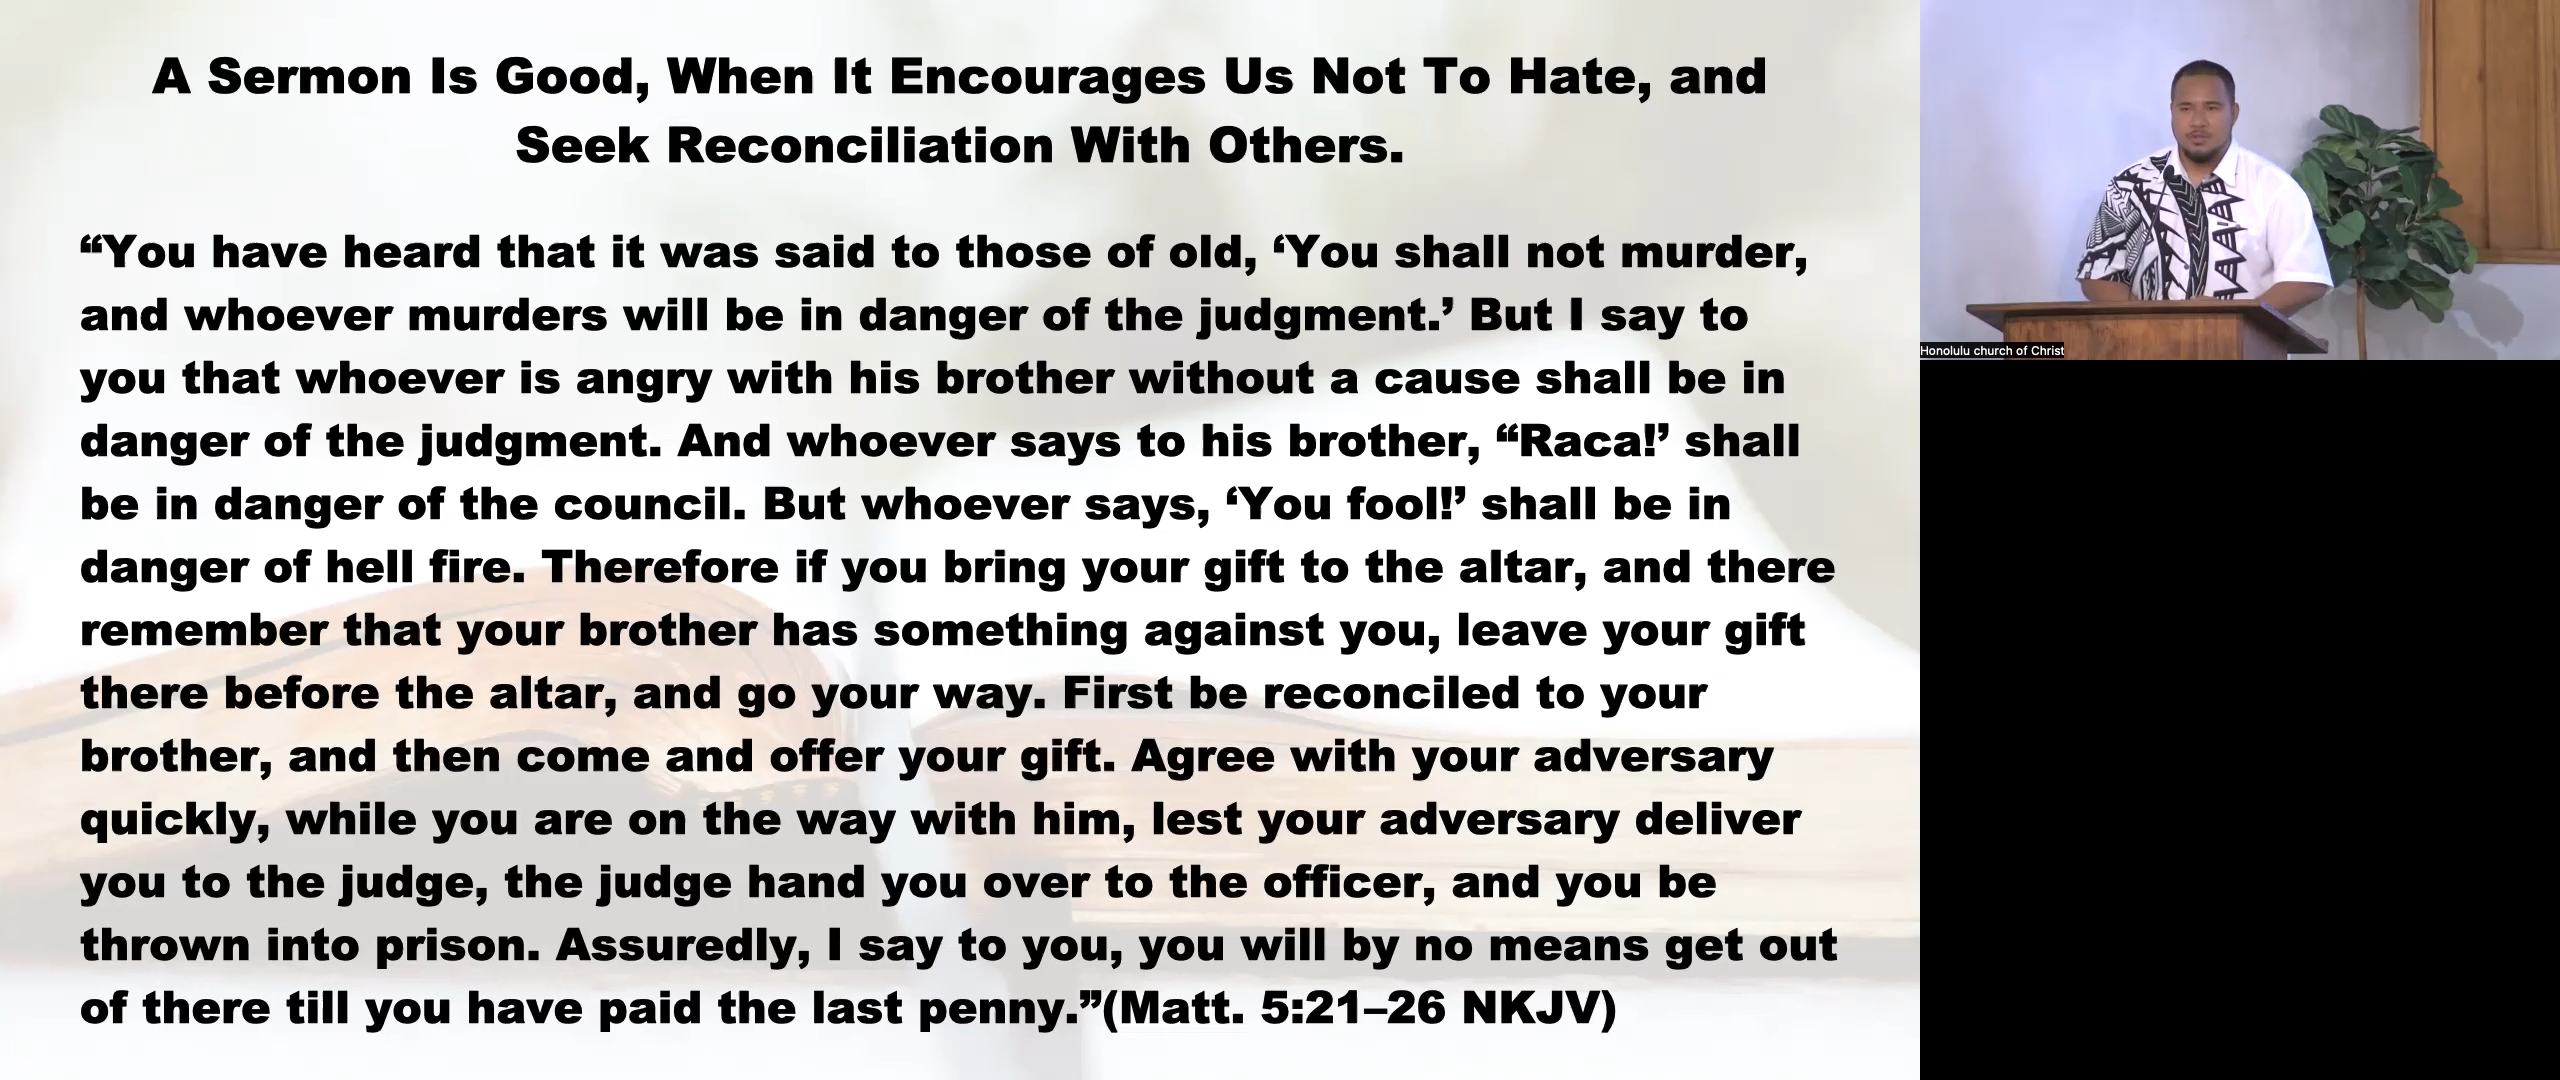 A Sermon Is Good, When It Encourages Us Not To Hate, and
Seek Reconciliation With Others.
“You have heard that it was said to those of old, ‘You shall not murder,
and whoever murders will be in danger of the judgment.’ But I say to
you that whoever is angry with his brother without a cause shall be in
danger of the judgment. And whoever says to his brother, “Raca!’ shall
be in danger of the council. But whoever says, ‘You fool!’ shall be in
danger of hell fire. Therefore if you bring your gift to the altar, and there
remember that your brother has something against you, leave your gift
there before the altar, and go your way. First be reconciled to your
brother, and then come and offer your gift. Agree with your adversary
quickly, while you are on the way with him, lest your adversary deliver
you to the judge, the judge hand you over to the officer, and you be
thrown into prison. Assuredly, I say to you, you will by no means get out
of there till you have paid the last penny.”(Matt. 5:21–26 NKJV)
Honolulu church of Christ